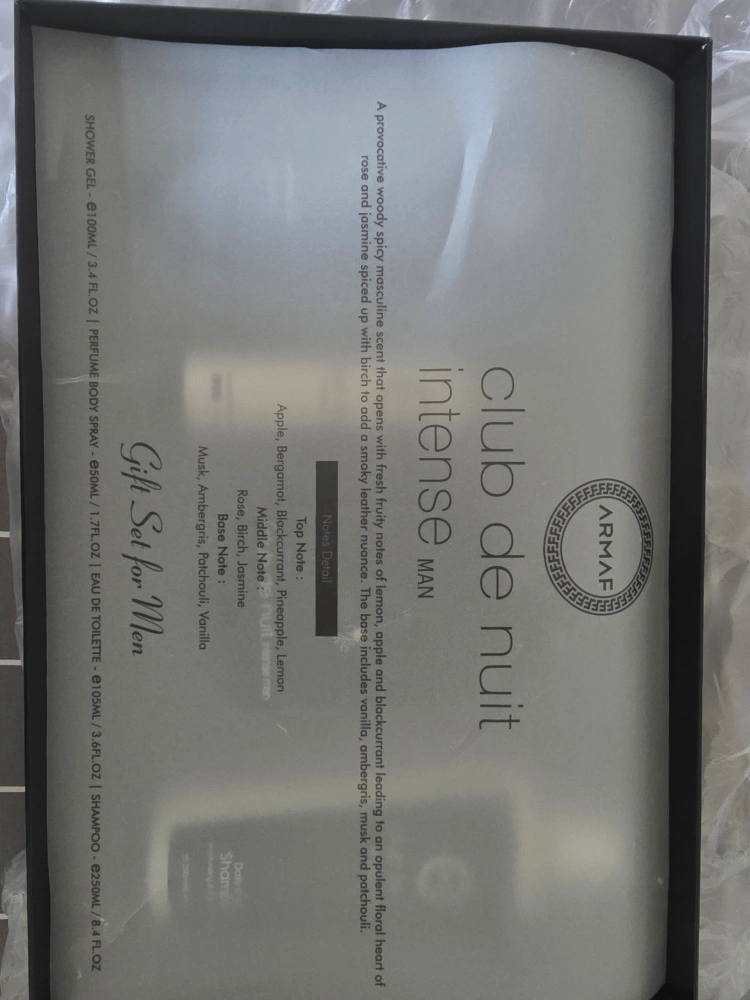 ARMAF
club de nuit
intense MAN
A provocative woody spicy masculine scent that opens with fresh fruity notes of lemon, apple and blackcurrant leading to an opulent floral heart of
rose and jasmine spiced up with birch to add a smoky leather nuance. The base includes vanilla, ambergris, musk and patchouli.
Notes Detail
Top Note :
Apple, Bergamot, Blackcurrant, Pineapple, Lemon
Middle Note :
Rose, Birch, Jasmine
Base Note :
Musk, Ambergris, Patchouli, Vanilla
Gift Set for Men
SHOWER GEL - ℮100ML / 3.4 FL.OZ | PERFUME BODY SPRAY - ℮50ML / 1.7FL.OZ | EAU DE TOILETTE - ℮105ML / 3.6FL.OZ | SHAMPOO - ℮250ML / 8.4 FL.OZ